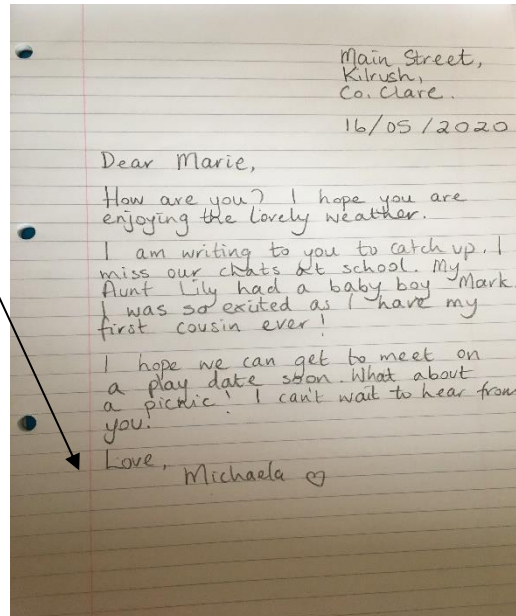 Main Street,
Kilrush,
Co. Clare.
16/05/2020
Dear Marie,
How are you? I hope you are
enjoying the lovely weather.
I am writing to you to catch up. I
miss our chats at school. My
Aunt Lily had a baby boy Mark.
I was so exited as I have my
first cousin ever!
I hope we can get to meet on
a play date soon. What about
a picnic! I can't wait to hear from
you!
Love,
Michaela ♡